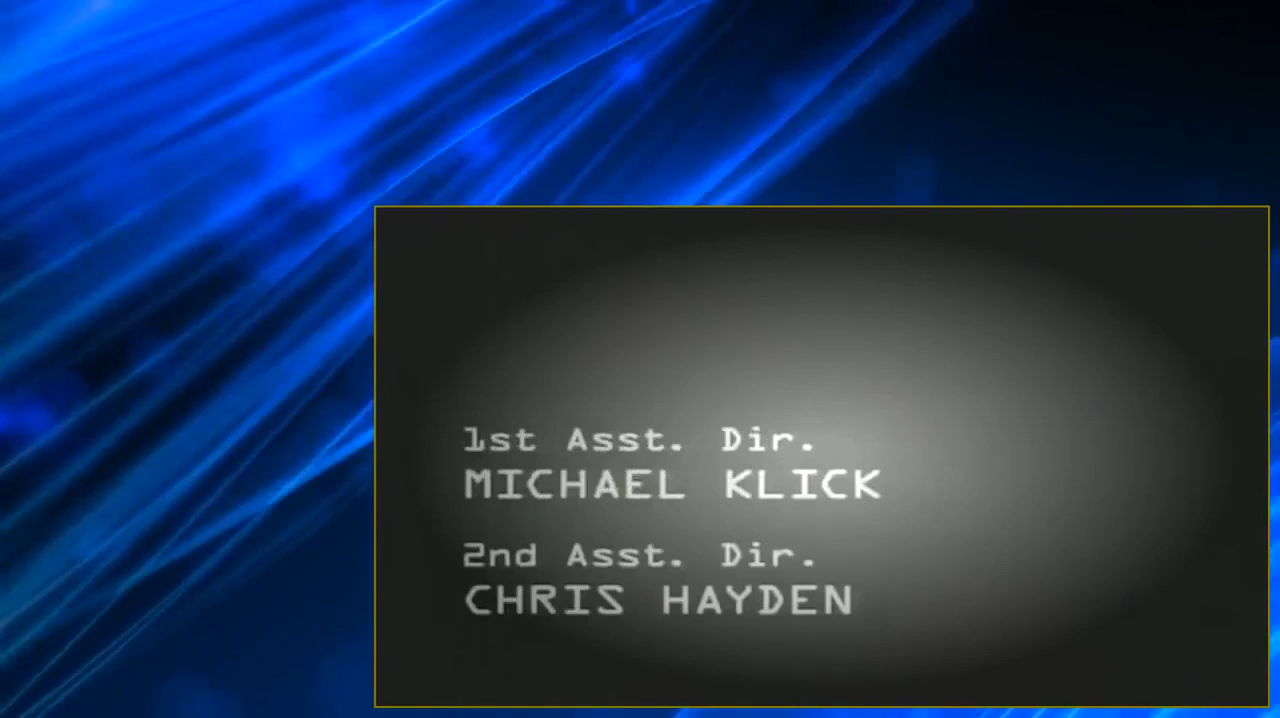 1st Asst. Dir.
MICHAEL KLICK
2nd Asst. Dir.
CHRIS HAYDEN